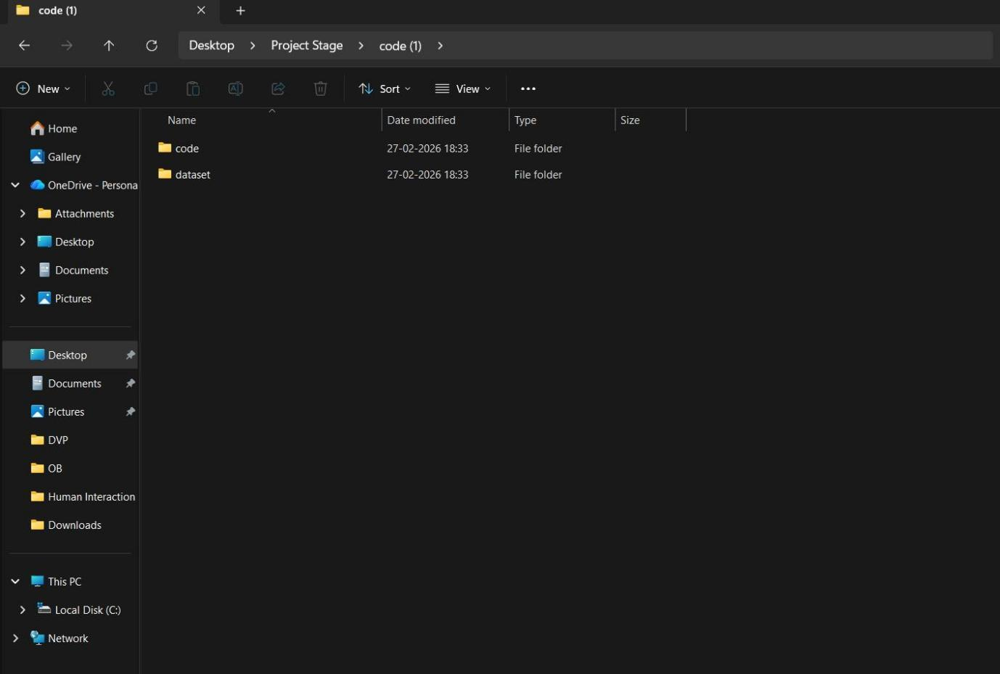 code (1)
Desktop > Project Stage > code (1) >
New Sort View
Name Date modified Type Size
code 27-02-2026 18:33 File folder
dataset 27-02-2026 18:33 File folder
Home
Gallery
OneDrive - Persona
Attachments
Desktop
Documents
Pictures
Desktop
Documents
Pictures
DVP
OB
Human Interaction
Downloads
This PC
Local Disk (C:)
Network